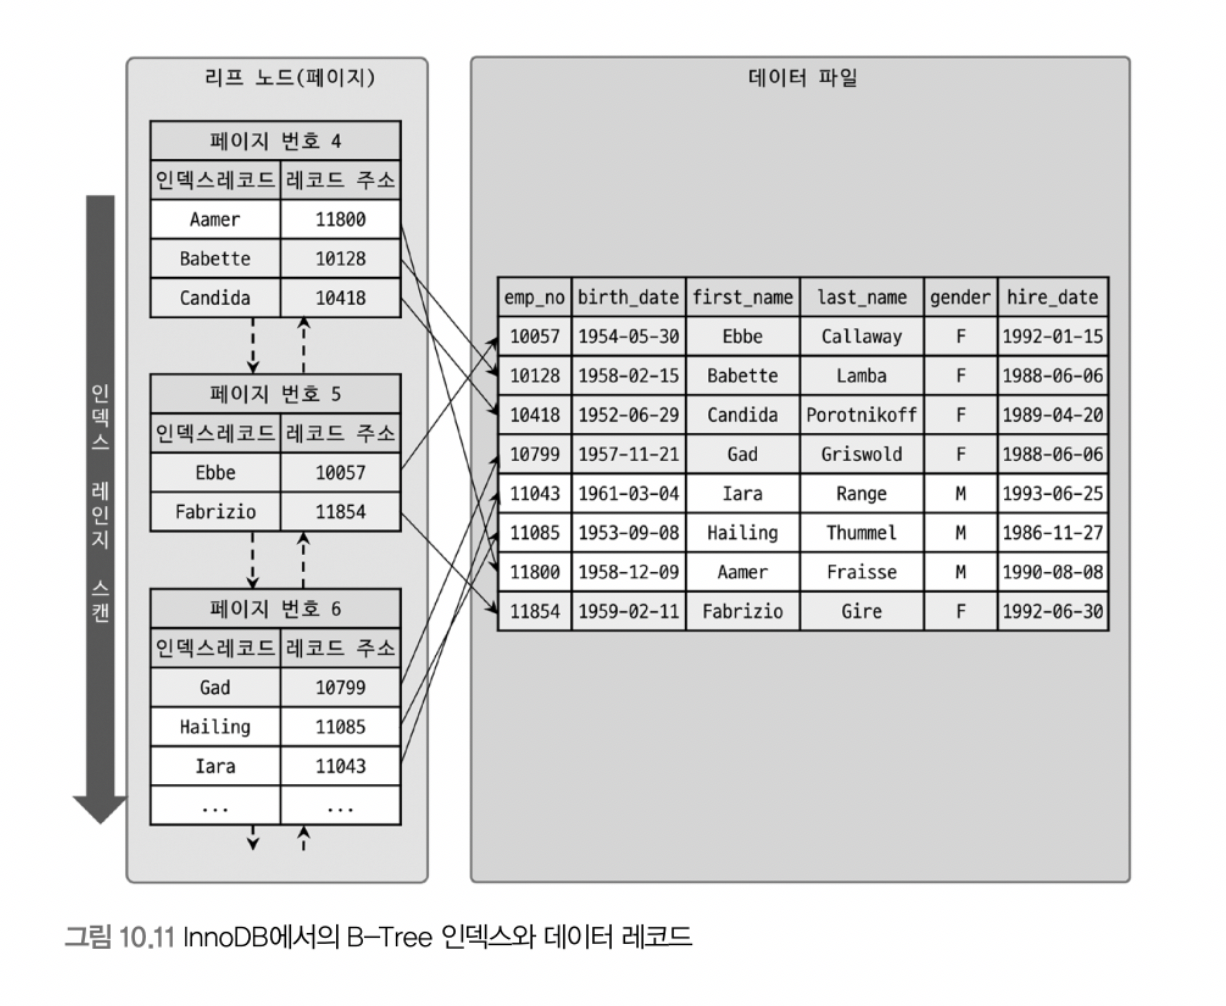 리프 노드(페이지)
페이지 번호 4
인덱스레코드 레코드 주소
Aamer 11800
Babette 10128
Candida 10418
페이지 번호 5
인덱스레코드 레코드 주소
Ebbe 10057
Fabrizio 11854
페이지 번호 6
인덱스레코드 레코드 주소
Gad 10799
Hailing 11085
Iara 11043
... ...
인덱스 레인지 스캔
데이터 파일
emp_no birth_date first_name last_name gender hire_date
10057 1954-05-30 Ebbe Callaway F 1992-01-15
10128 1958-02-15 Babette Lamba F 1988-06-06
10418 1952-06-29 Candida Porotnikoff F 1989-04-20
10799 1957-11-21 Gad Griswold F 1988-06-06
11043 1961-03-04 Iara Range M 1993-06-25
11085 1953-09-08 Hailing Thummel M 1986-11-27
11800 1958-12-09 Aamer Fraisse M 1990-08-08
11854 1959-02-11 Fabrizio Gire F 1992-06-30
그림 10.11 InnoDB에서의 B-Tree 인덱스와 데이터 레코드